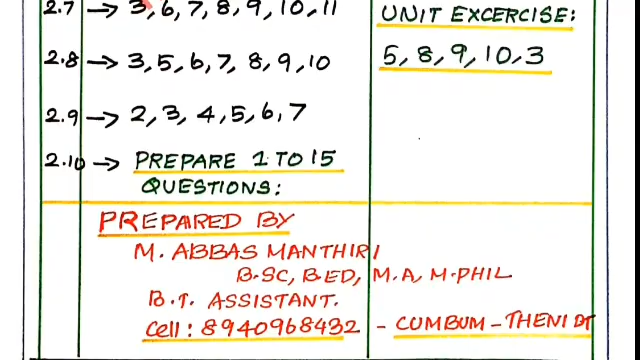 2.7 → 3, 6, 7, 8, 9, 10, 11
2.8 → 3, 5, 6, 7, 8, 9, 10
2.9 → 2, 3, 4, 5, 6, 7
2.10 → PREPARE 1 TO 15
QUESTIONS:
UNIT EXCERCISE:
5, 8, 9, 10, 3
PREPARED BY
M. ABBAS MANTHIRI
B.SC, B.ED, M.A, M.PHIL
B.T. ASSISTANT.
Cell: 8940968432 - CUMBUM - THENI DT